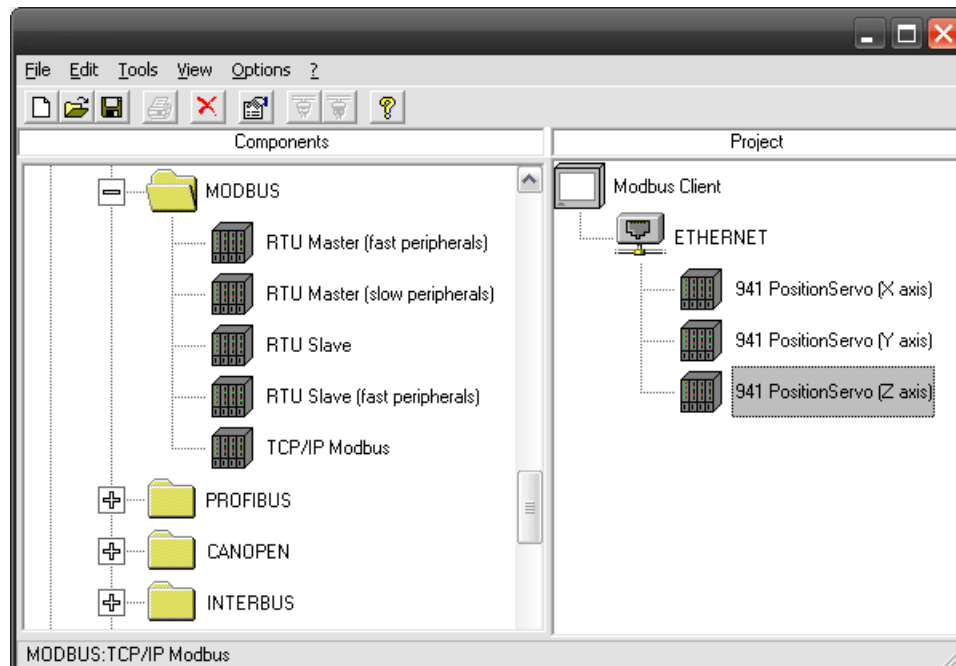 File Edit Tools View Options ?
Components
Project
MODBUS
RTU Master (fast peripherals)
RTU Master (slow peripherals)
RTU Slave
RTU Slave (fast peripherals)
TCP/IP Modbus
PROFIBUS
CANOPEN
INTERBUS
Modbus Client
ETHERNET
941 PositionServo (X axis)
941 PositionServo (Y axis)
941 PositionServo (Z axis)
MODBUS:TCP/IP Modbus